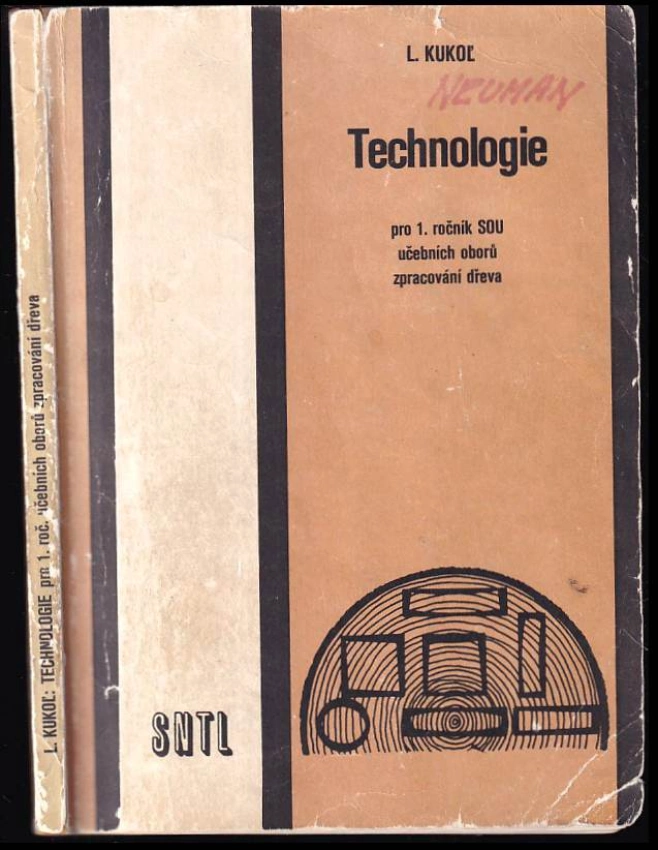 L. KUKOĽ
NEUMAN
Technologie
pro 1. ročník SOU
učebních oborů
zpracování dřeva
SNTL
L. KUKOĽ: TECHNOLOGIE pro 1. roč. učebních oborů zpracování dřeva